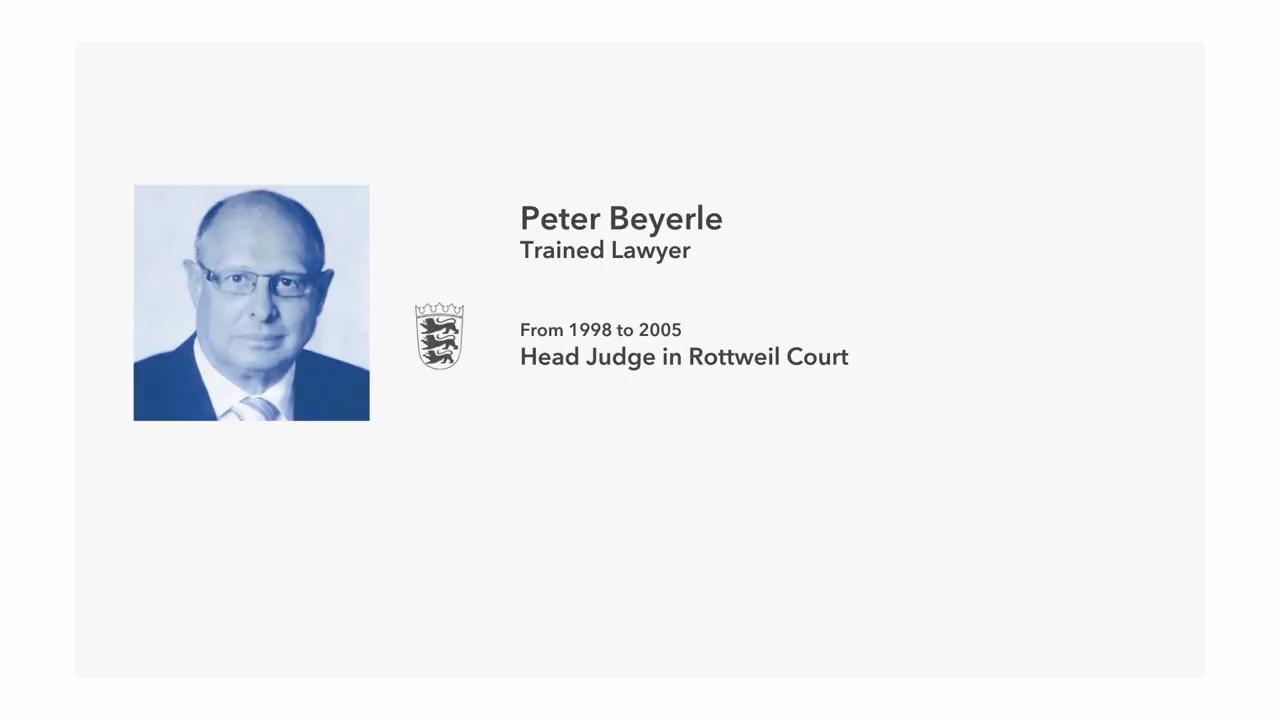 Peter Beyerle
Trained Lawyer
From 1998 to 2005
Head Judge in Rottweil Court